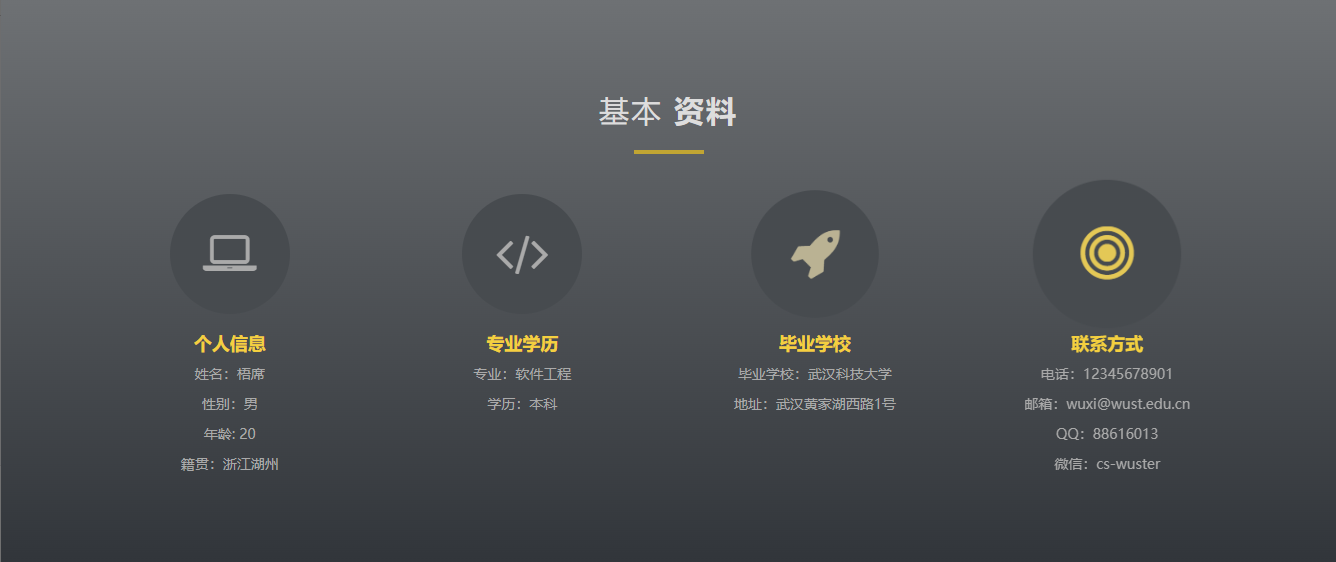 基本 资料
个人信息
姓名：悟席
性别：男
年龄: 20
籍贯：浙江湖州
专业学历
专业：软件工程
学历：本科
毕业学校
毕业学校：武汉科技大学
地址：武汉黄家湖西路1号
联系方式
电话：12345678901
邮箱：wuxi@wust.edu.cn
QQ：88616013
微信：cs-wuster